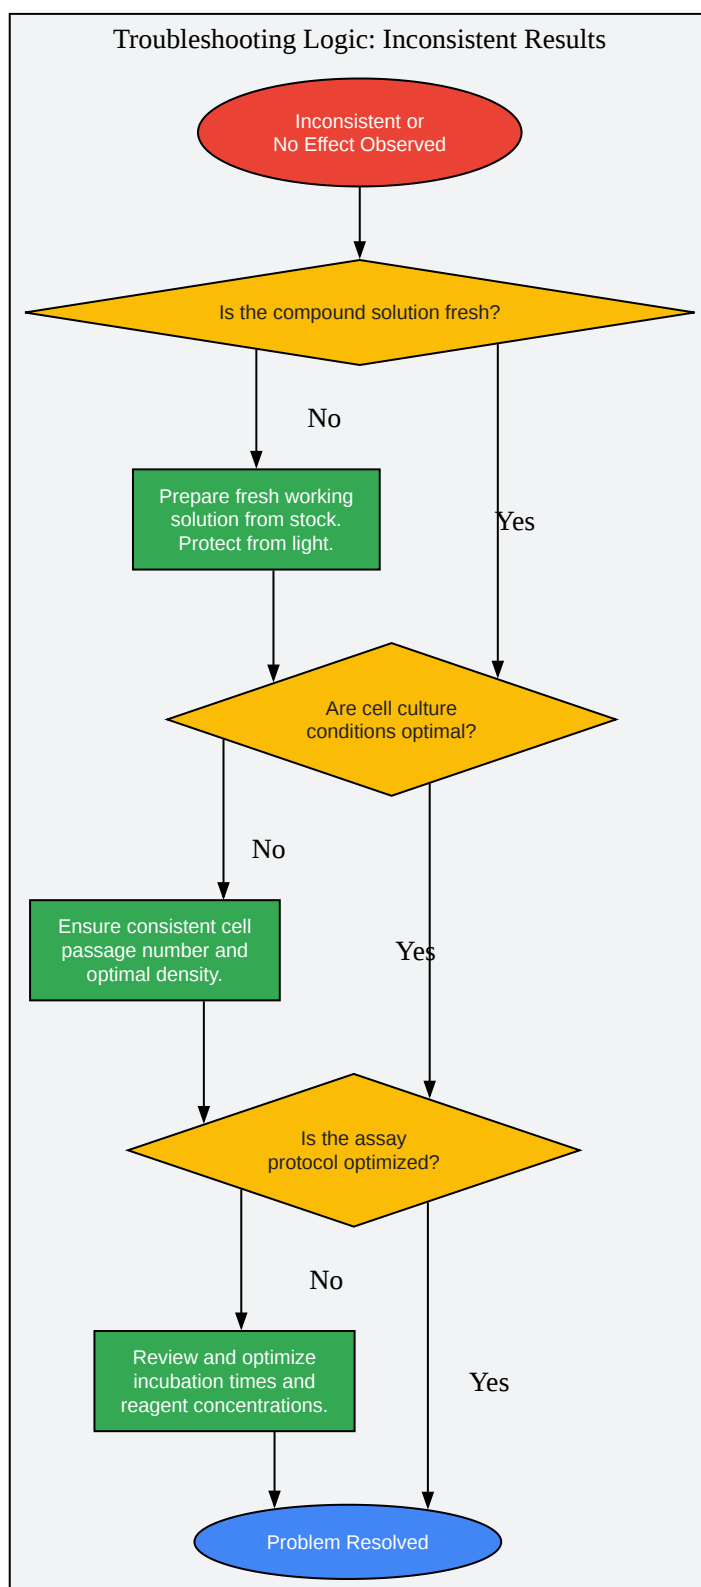 Troubleshooting Logic: Inconsistent Results
Inconsistent or
No Effect Observed
Is the compound solution fresh?
No
Prepare fresh working
solution from stock.
Protect from light.
Yes
Are cell culture
conditions optimal?
No
Ensure consistent cell
passage number and
optimal density.
Yes
Is the assay
protocol optimized?
No
Review and optimize
incubation times and
reagent concentrations.
Yes
Problem Resolved